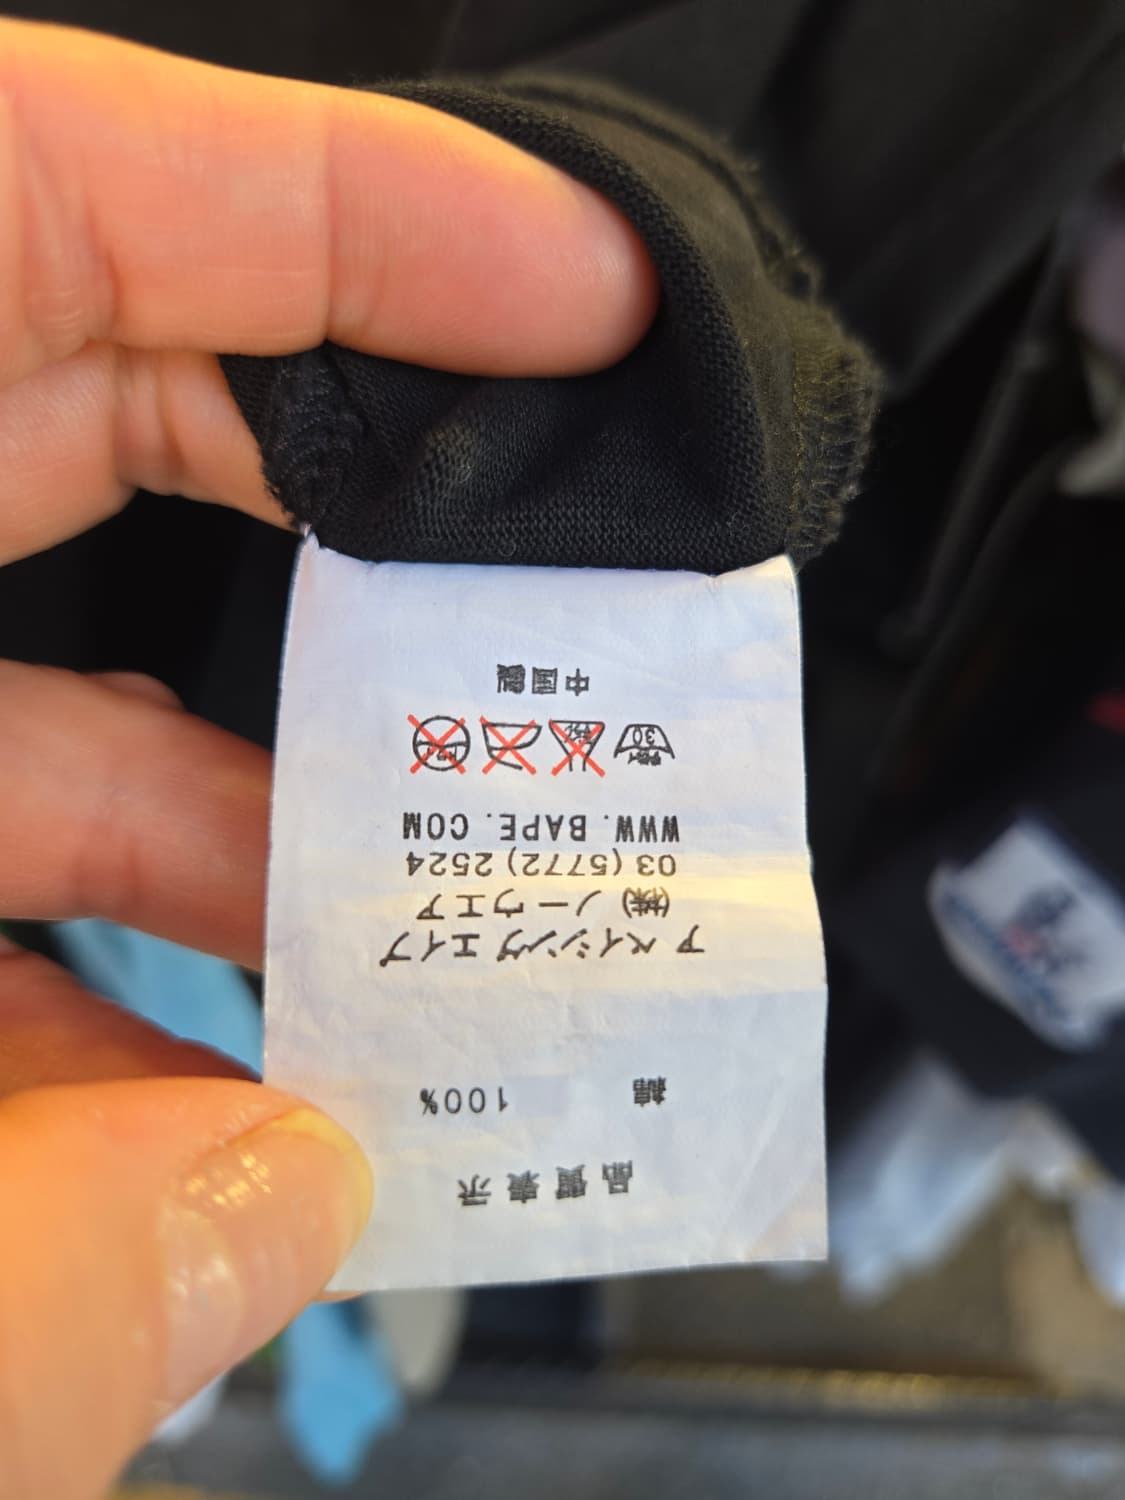 品質表示
綿 100%
ア ベイシング エイプ
(株) ノーウエア
03 (5772) 2524
WWW. BAPE. COM
30
中国製